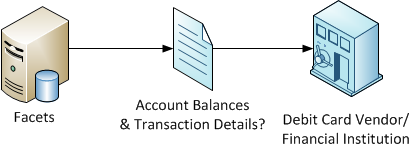 Facets
Account Balances
& Transaction Details?
Debit Card Vendor/
Financial Institution